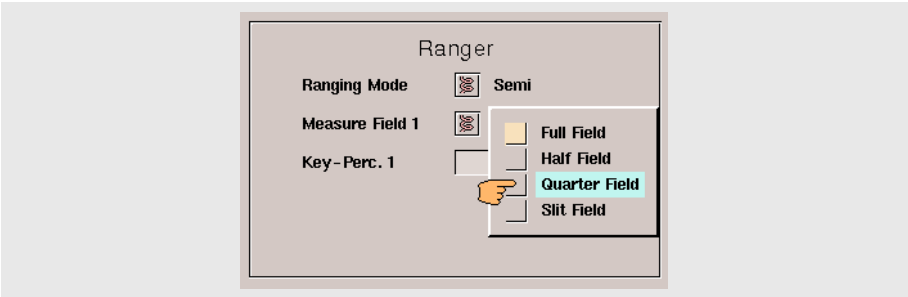 Ranger
Ranging Mode Semi
Measure Field 1
Full Field
Half Field
Key-Perc. 1
Quarter Field
Slit Field